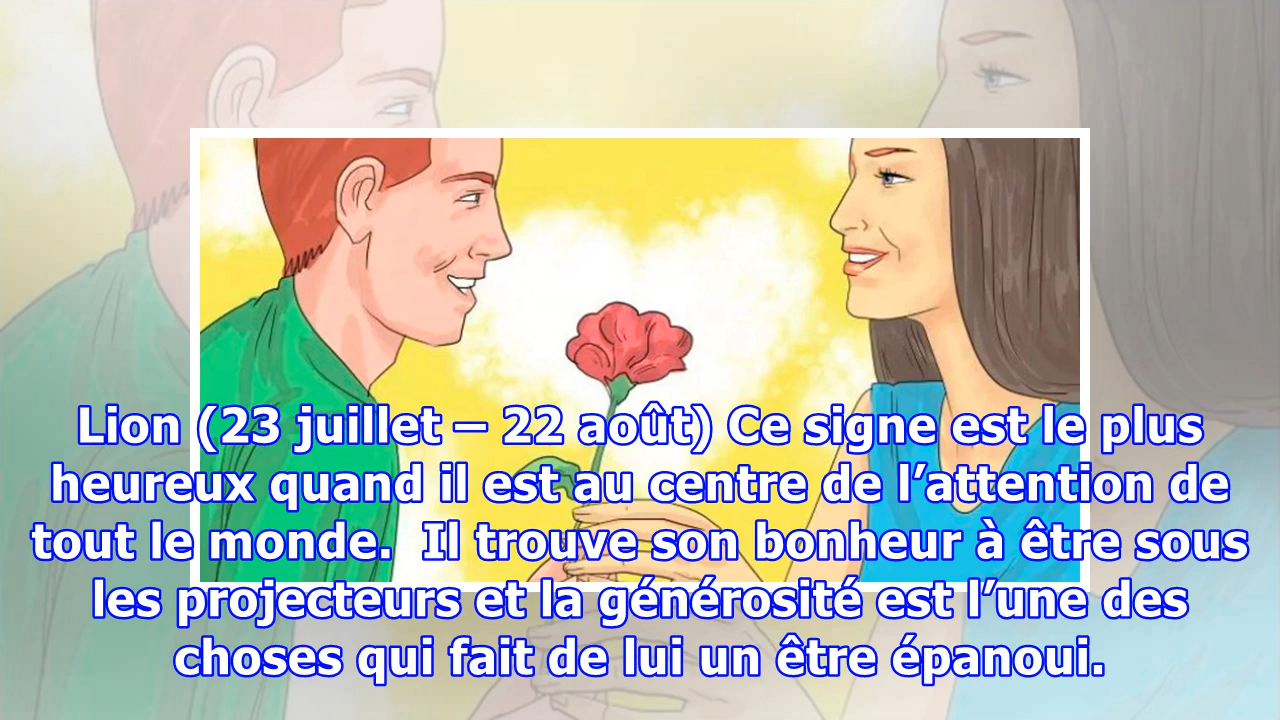 Lion (23 juillet – 22 août) Ce signe est le plus
heureux quand il est au centre de l’attention de
tout le monde.  Il trouve son bonheur à être sous
les projecteurs et la générosité est l’une des
choses qui fait de lui un être épanoui.